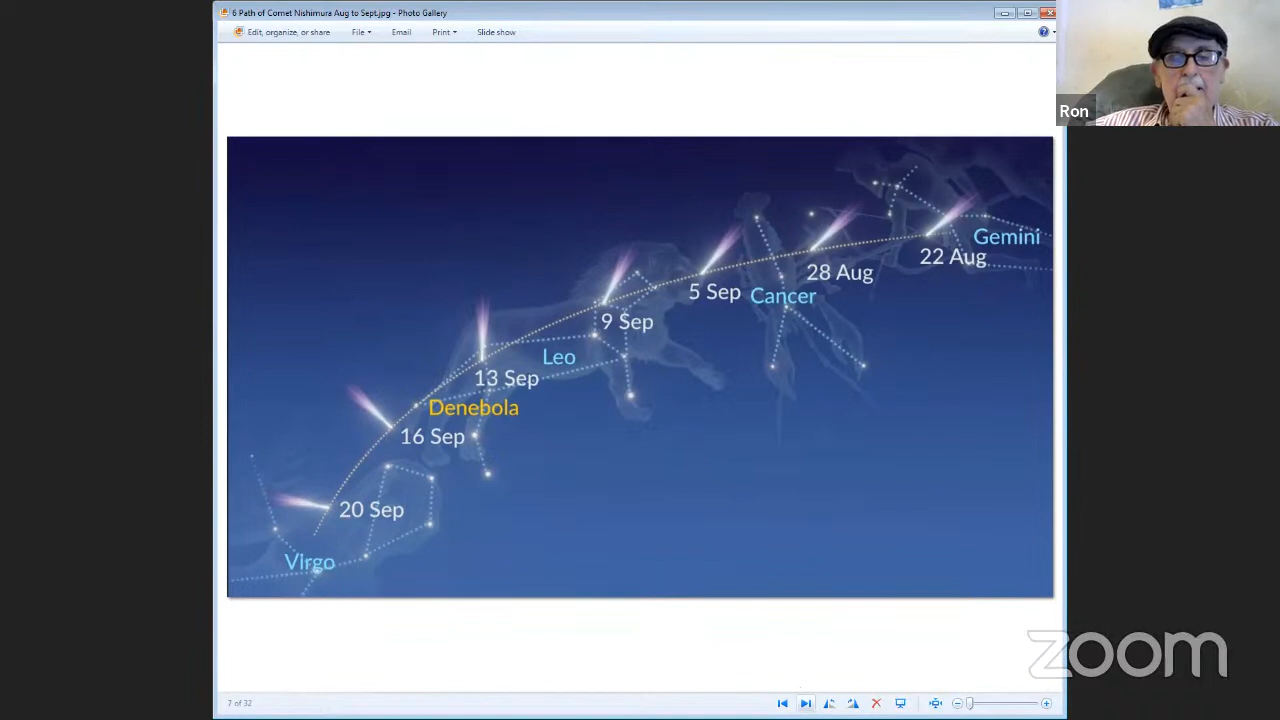 6 Path of Comet Nishimura Aug to Sept.jpg - Photo Gallery
Edit, organize, or share File Email Print Slide show
Ron
Gemini
22 Aug
28 Aug
5 Sep Cancer
9 Sep
Leo
13 Sep
Denebola
16 Sep
20 Sep
Virgo
zoom
7 of 32